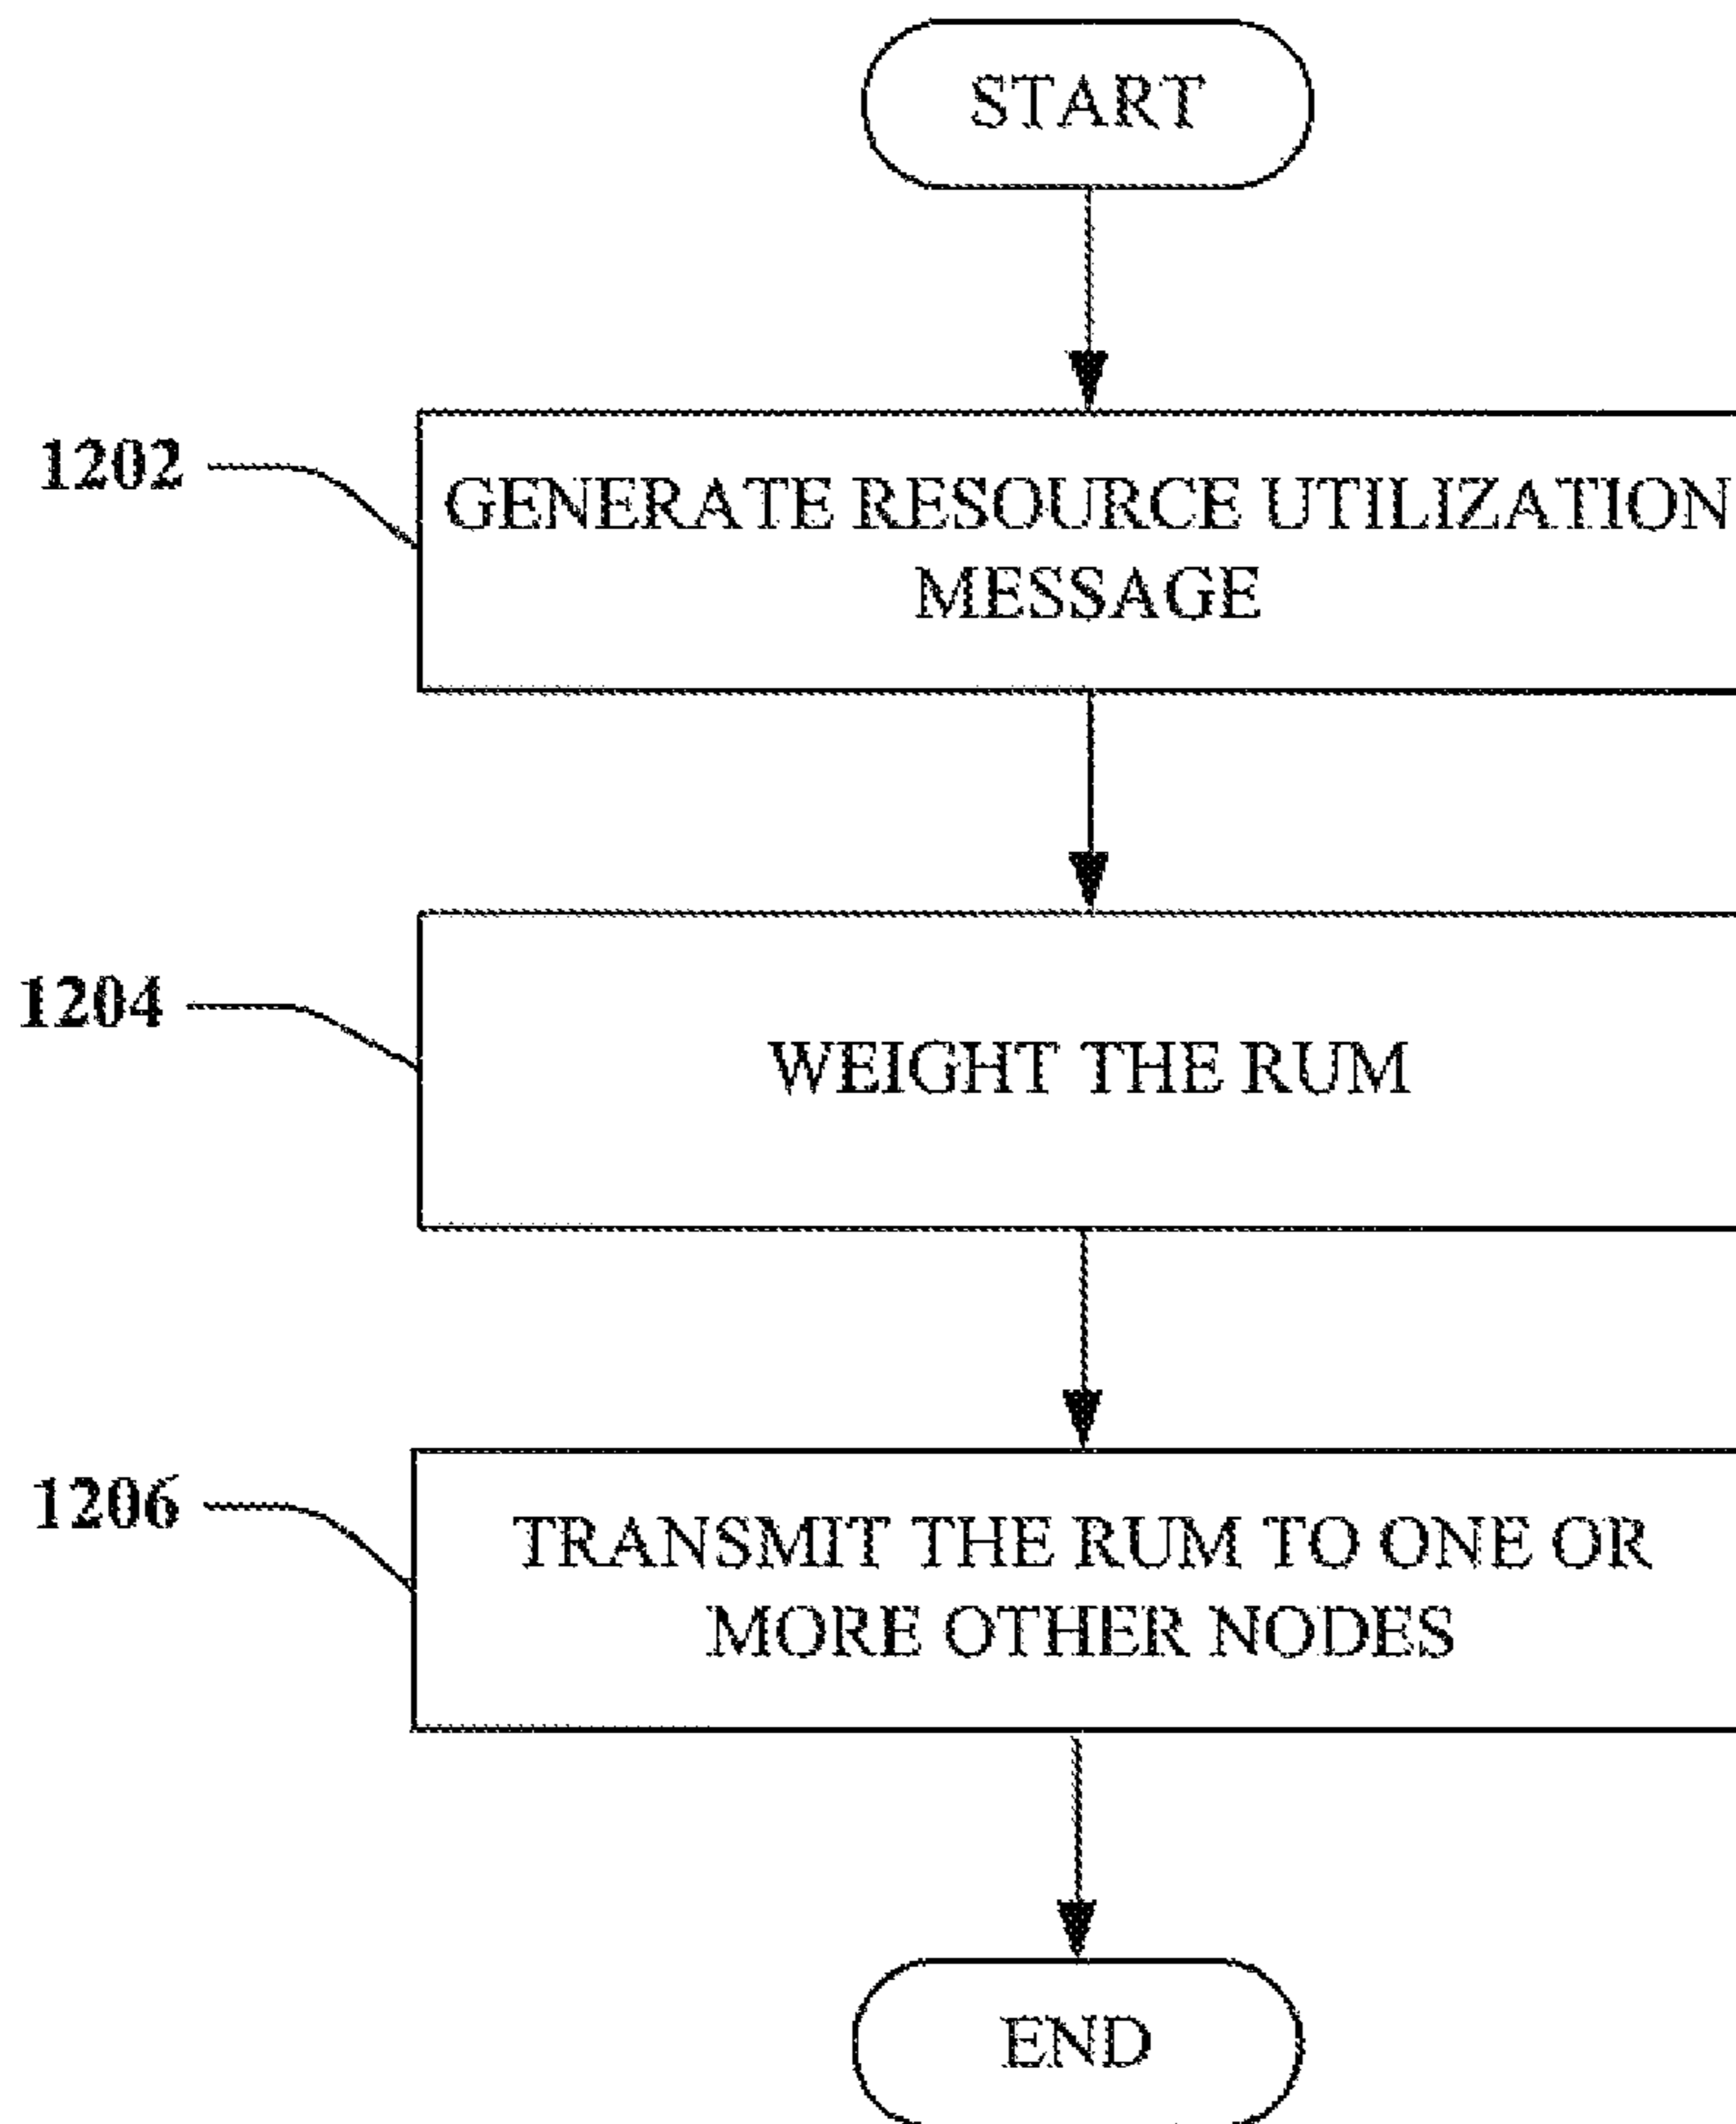 START
1202
GENERATE RESOURCE UTILIZATION
MESSAGE
1204
WEIGHT THE RUM
1206
TRANSMIT THE RUM TO ONE OR
MORE OTHER NODES
END